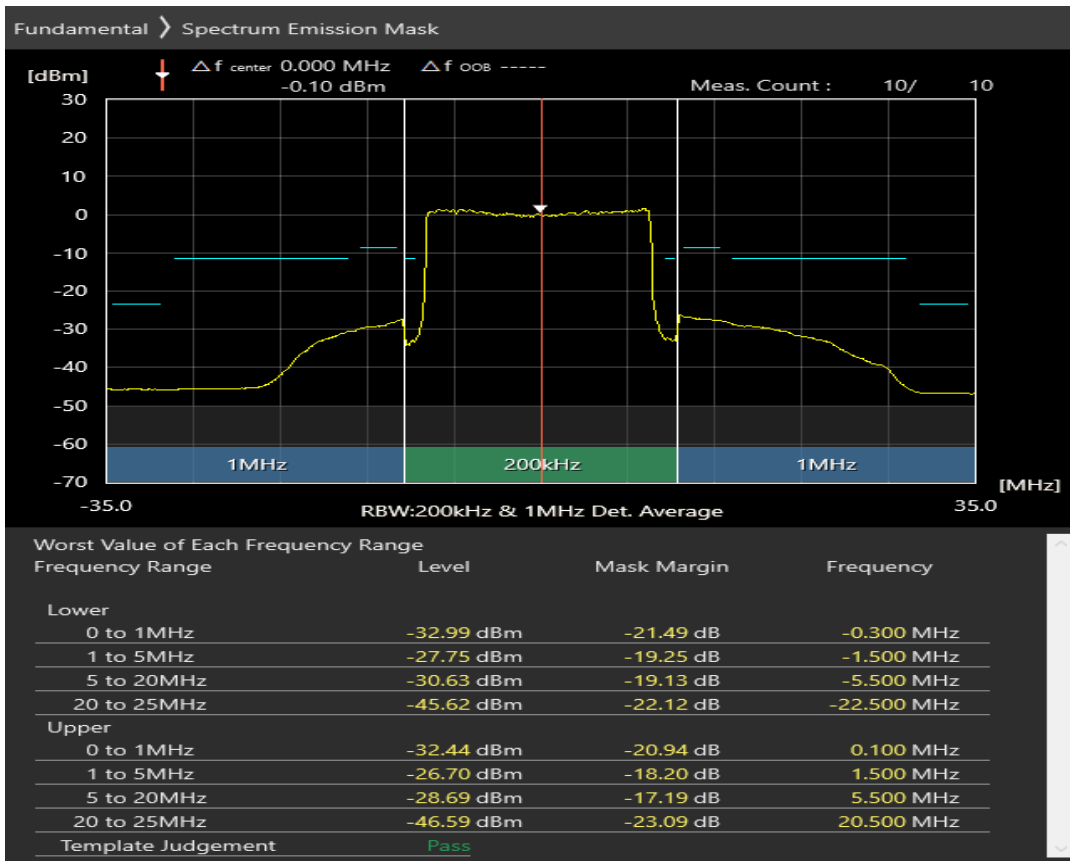 Fundamental ❯ Spectrum Emission Mask
[dBm] △f center 0.000 MHz △f OOB -----
-0.10 dBm Meas. Count : 10/ 10
30
20
10
0
-10
-20
-30
-40
-50
-60
1MHz 200kHz 1MHz
-70
[MHz]
-35.0 RBW:200kHz & 1MHz Det. Average 35.0
Worst Value of Each Frequency Range
Frequency Range Level Mask Margin Frequency
Lower
0 to 1MHz -32.99 dBm -21.49 dB -0.300 MHz
1 to 5MHz -27.75 dBm -19.25 dB -1.500 MHz
5 to 20MHz -30.63 dBm -19.13 dB -5.500 MHz
20 to 25MHz -45.62 dBm -22.12 dB -22.500 MHz
Upper
0 to 1MHz -32.44 dBm -20.94 dB 0.100 MHz
1 to 5MHz -26.70 dBm -18.20 dB 1.500 MHz
5 to 20MHz -28.69 dBm -17.19 dB 5.500 MHz
20 to 25MHz -46.59 dBm -23.09 dB 20.500 MHz
Template Judgement Pass